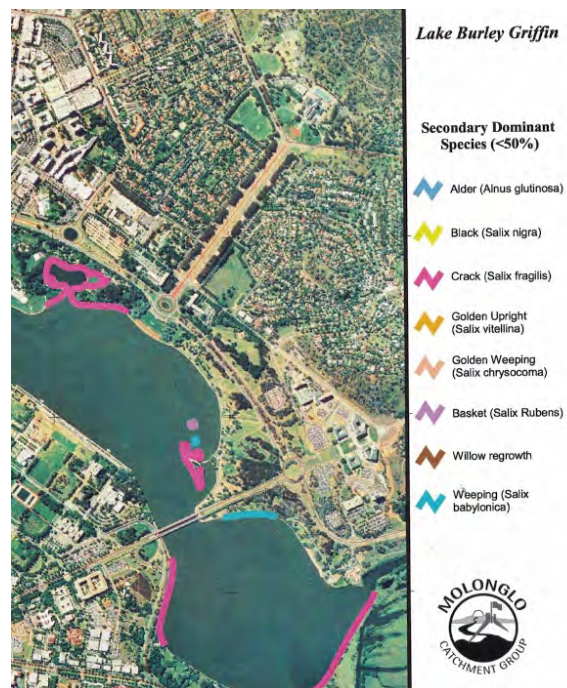 Lake Burley Griffin
Secondary Dominant
Species (<50%)
Alder (Alnus glutinosa)
Black (Salix nigra)
Crack (Salix fragilis)
Golden Upright
(Salix vitellina)
Golden Weeping
(Salix chrysocoma)
Basket (Salix Rubens)
Willow regrowth
Weeping (Salix
babylonica)
MOLONGLO
CATCHMENT GROUP